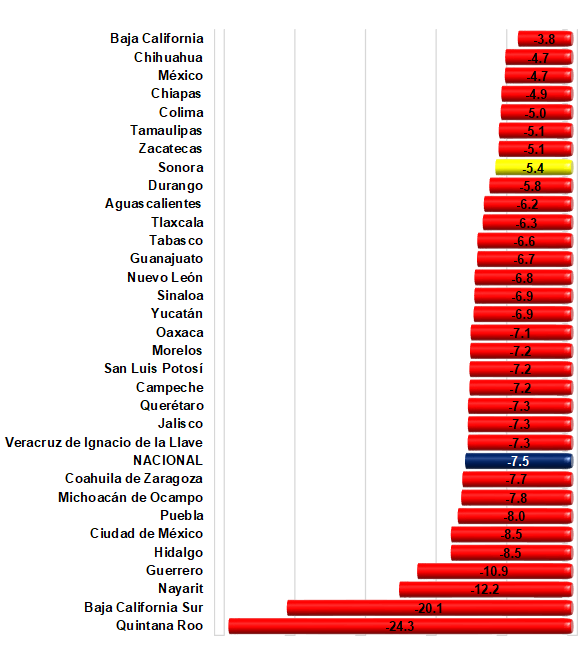 Baja California -3.8
Chihuahua -4.7
México -4.7
Chiapas -4.9
Colima -5.0
Tamaulipas -5.1
Zacatecas -5.1
Sonora -5.4
Durango -5.8
Aguascalientes -6.2
Tlaxcala -6.3
Tabasco -6.6
Guanajuato -6.7
Nuevo León -6.8
Sinaloa -6.9
Yucatán -6.9
Oaxaca -7.1
Morelos -7.2
San Luis Potosí -7.2
Campeche -7.2
Querétaro -7.3
Jalisco -7.3
Veracruz de Ignacio de la Llave -7.3
NACIONAL -7.5
Coahuila de Zaragoza -7.7
Michoacán de Ocampo -7.8
Puebla -8.0
Ciudad de México -8.5
Hidalgo -8.5
Guerrero -10.9
Nayarit -12.2
Baja California Sur -20.1
Quintana Roo -24.3